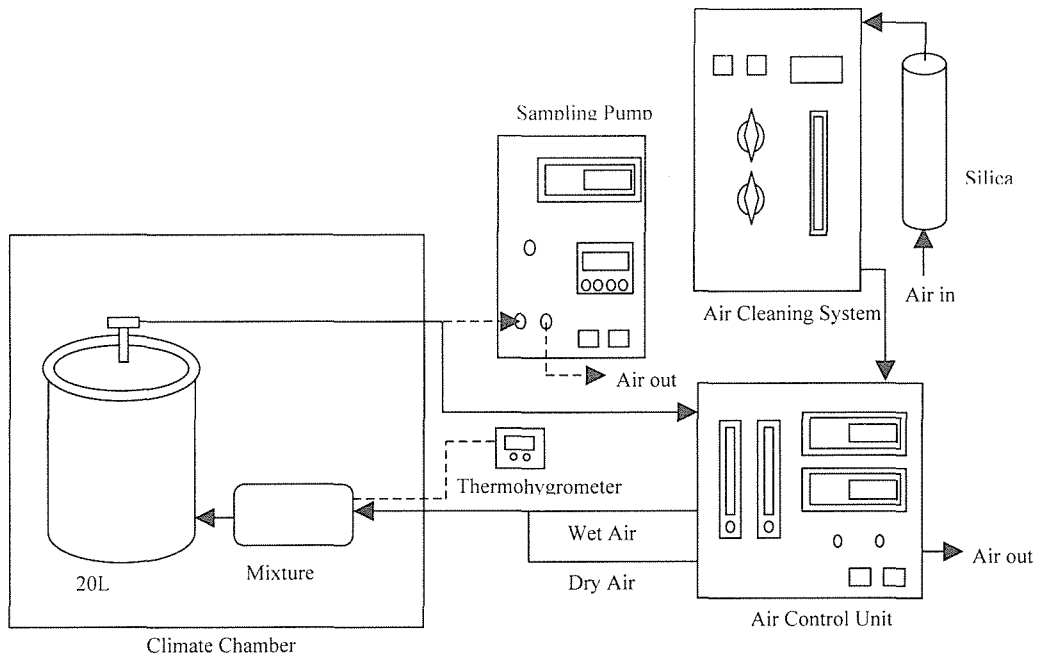 Sampling Pump
Silica
Air in
Air Cleaning System
Air out
Thermohygrometer
Wet Air
Dry Air
Air out
20L
Mixture
Air Control Unit
Climate Chamber